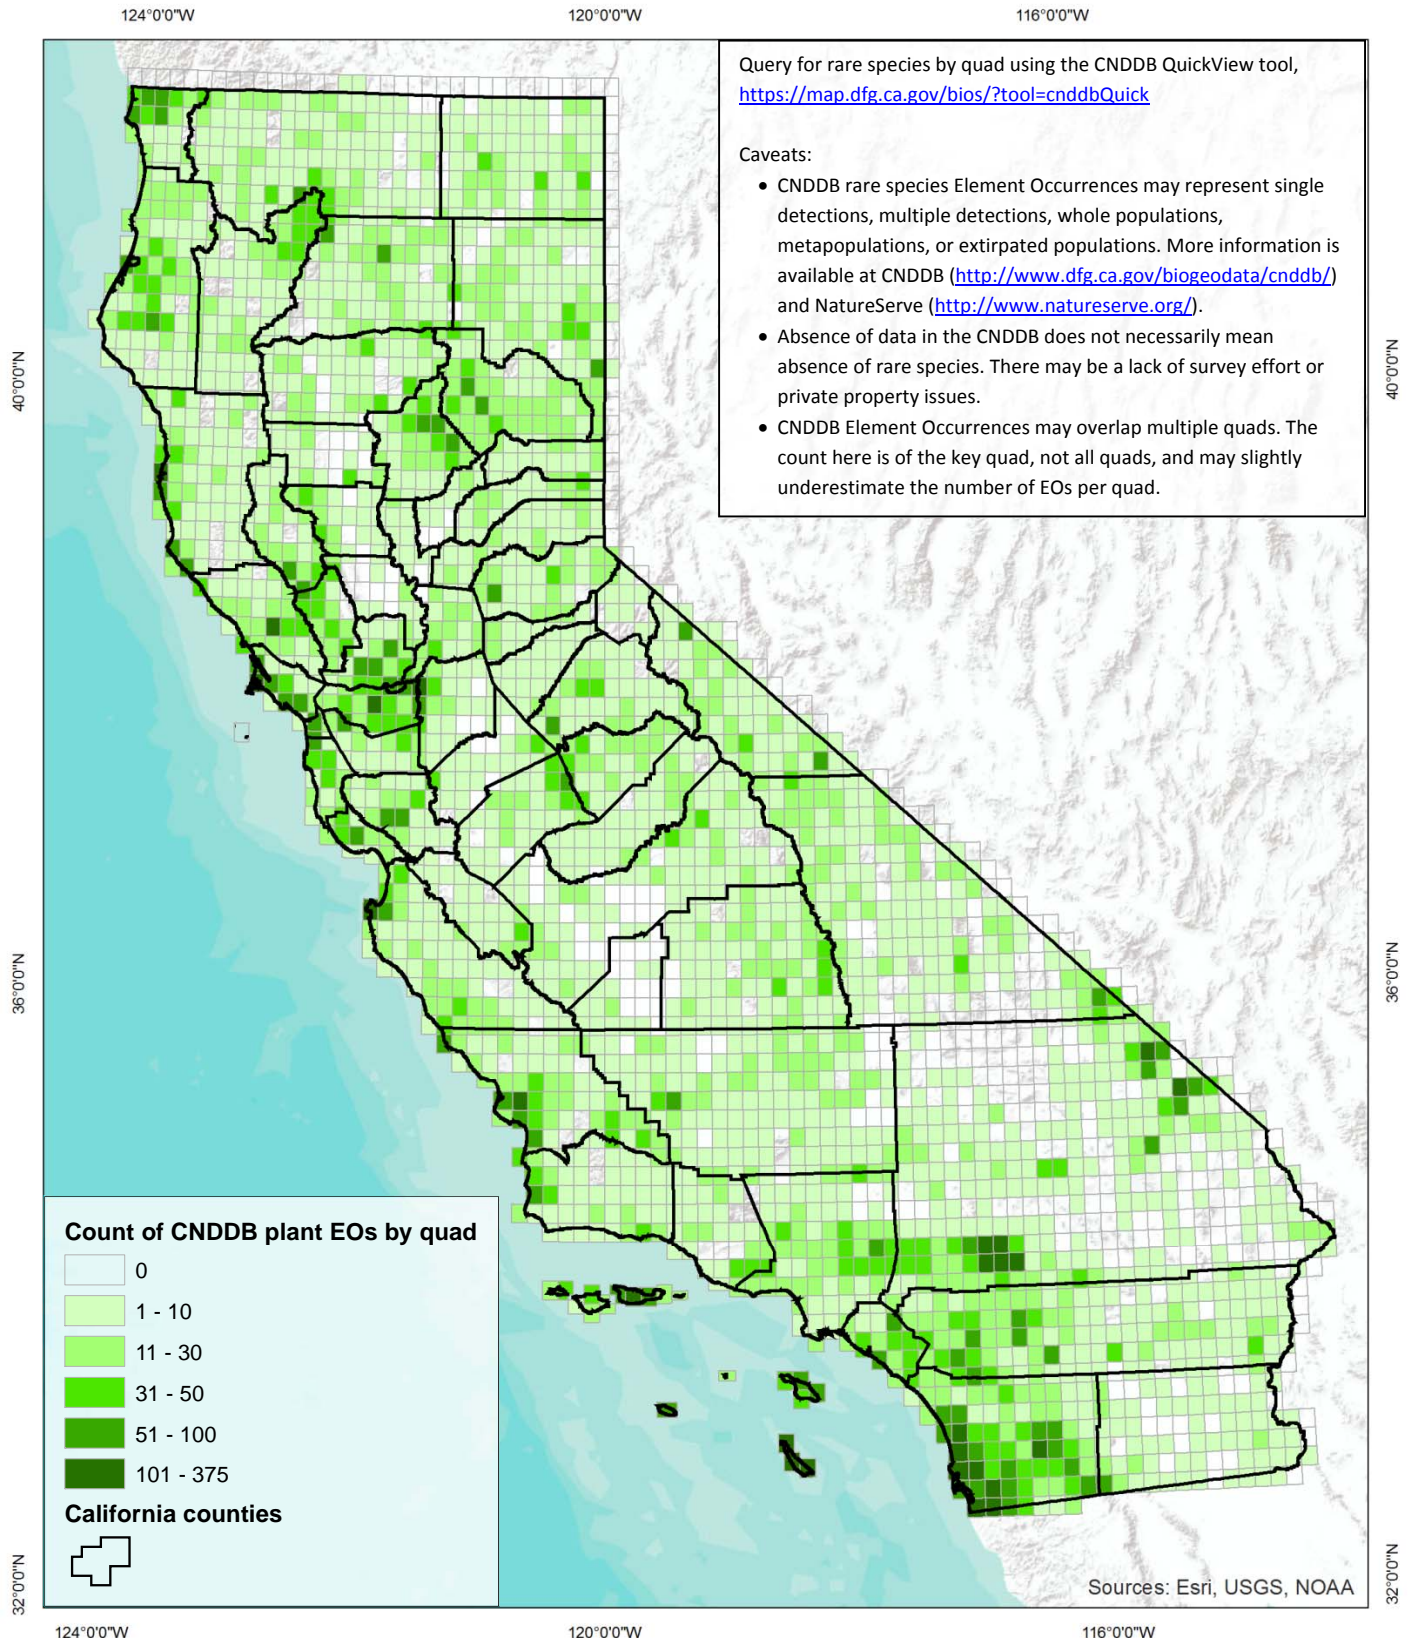 124°0'0"W
120°0'0"W
116°0'0"W
Query for rare species by quad using the CNDDB QuickView tool,
https://map.dfg.ca.gov/bios/?tool=cnddbQuick
Caveats:
• CNDDB rare species Element Occurrences may represent single
detections, multiple detections, whole populations,
metapopulations, or extirpated populations. More information is
available at CNDDB (http://www.dfg.ca.gov/biogeodata/cnddb/)
and NatureServe (http://www.natureserve.org/).
• Absence of data in the CNDDB does not necessarily mean
absence of rare species. There may be a lack of survey effort or
private property issues.
• CNDDB Element Occurrences may overlap multiple quads. The
count here is of the key quad, not all quads, and may slightly
underestimate the number of EOs per quad.
40°0'0"N
40°0'0"N
36°0'0"N
36°0'0"N
Count of CNDDB plant EOs by quad
0
1 - 10
11 - 30
31 - 50
51 - 100
101 - 375
California counties
32°0'0"N
32°0'0"N
Sources: Esri, USGS, NOAA
124°0'0"W
120°0'0"W
116°0'0"W